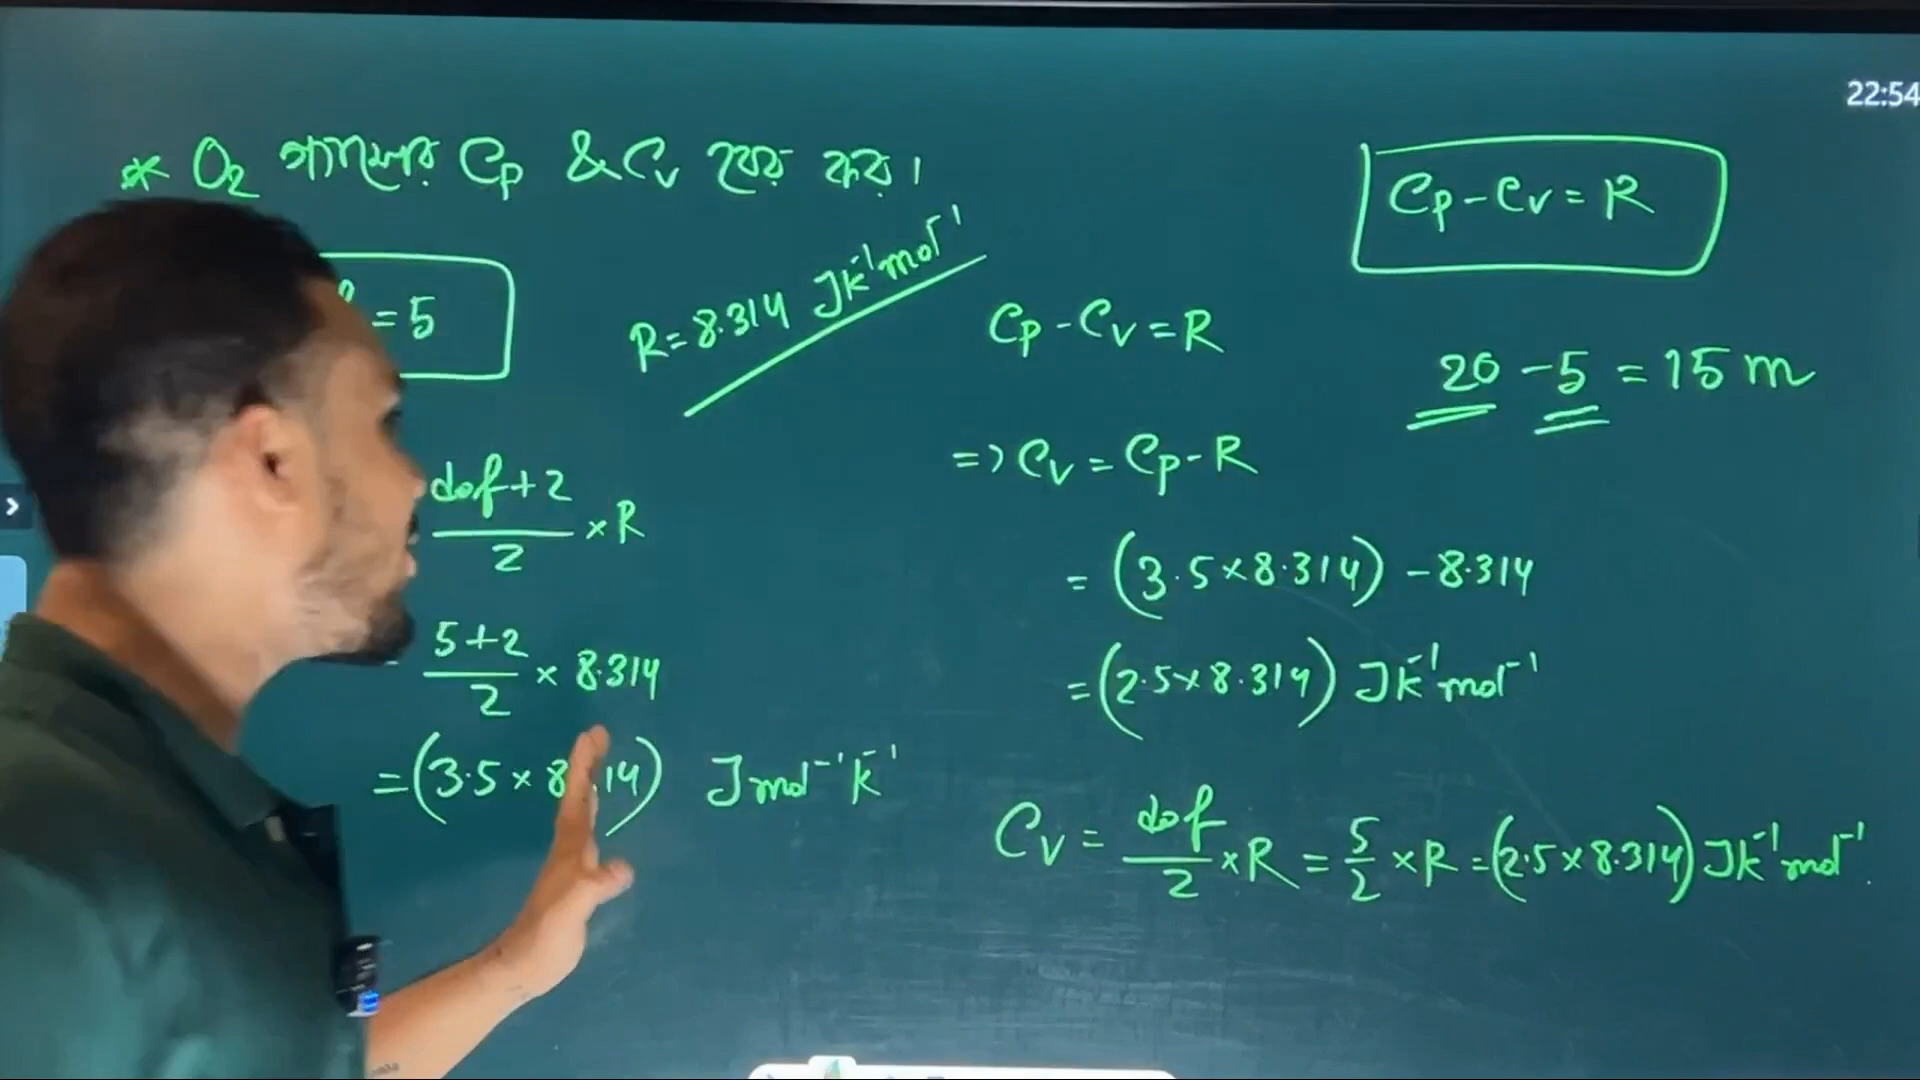 22:54
* O₂ গ্যাসের Cp & Cv বের কর।
Cp - Cv = R
= 5
R = 8.314 JK⁻¹mol⁻¹
Cp - Cv = R
20 - 5 = 15 m
=> Cv = Cp - R
dof+2/2 × R
= (3.5×8.314) - 8.314
5+2/2 × 8.314
= (2.5×8.314) JK⁻¹mol⁻¹
= (3.5 × 8.14) J mol⁻¹ K⁻¹
Cv = dof/2 × R = 5/2 × R = (2.5×8.314) JK⁻¹mol⁻¹.